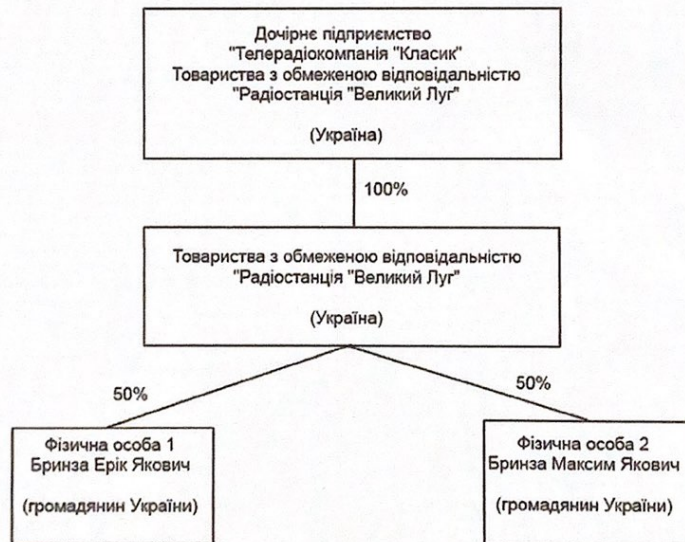 Дочірнє підприємство
"Телерадіокомпанія "Класик"
Товариства з обмеженою відповідальністю
"Радіостанція "Великий Луг"
(Україна)
100%
Товариства з обмеженою відповідальністю
"Радіостанція "Великий Луг"
(Україна)
50%
50%
Фізична особа 1
Бринза Ерік Якович
(громадянин України)
Фізична особа 2
Бринза Максим Якович
(громадянин України)